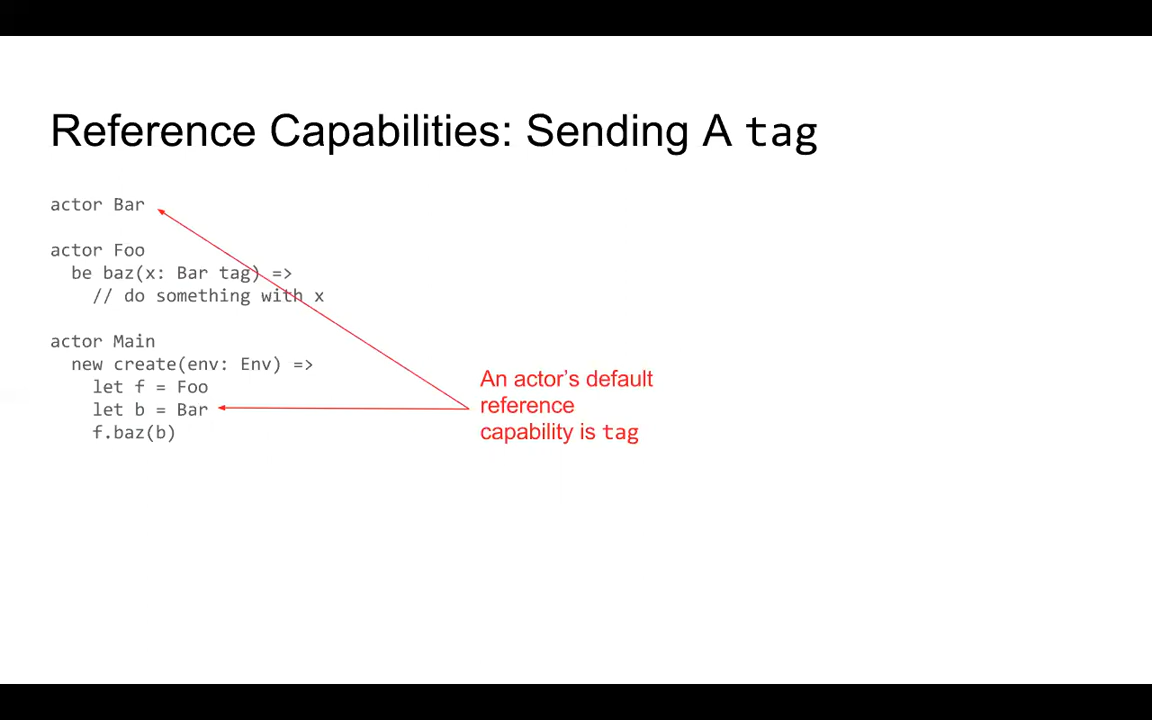 Reference Capabilities: Sending A tag
actor Bar
actor Foo
  be baz(x: Bar tag) =>
    // do something with x
actor Main
  new create(env: Env) =>
    let f = Foo
    let b = Bar
    f.baz(b)
An actor’s default
reference
capability is tag